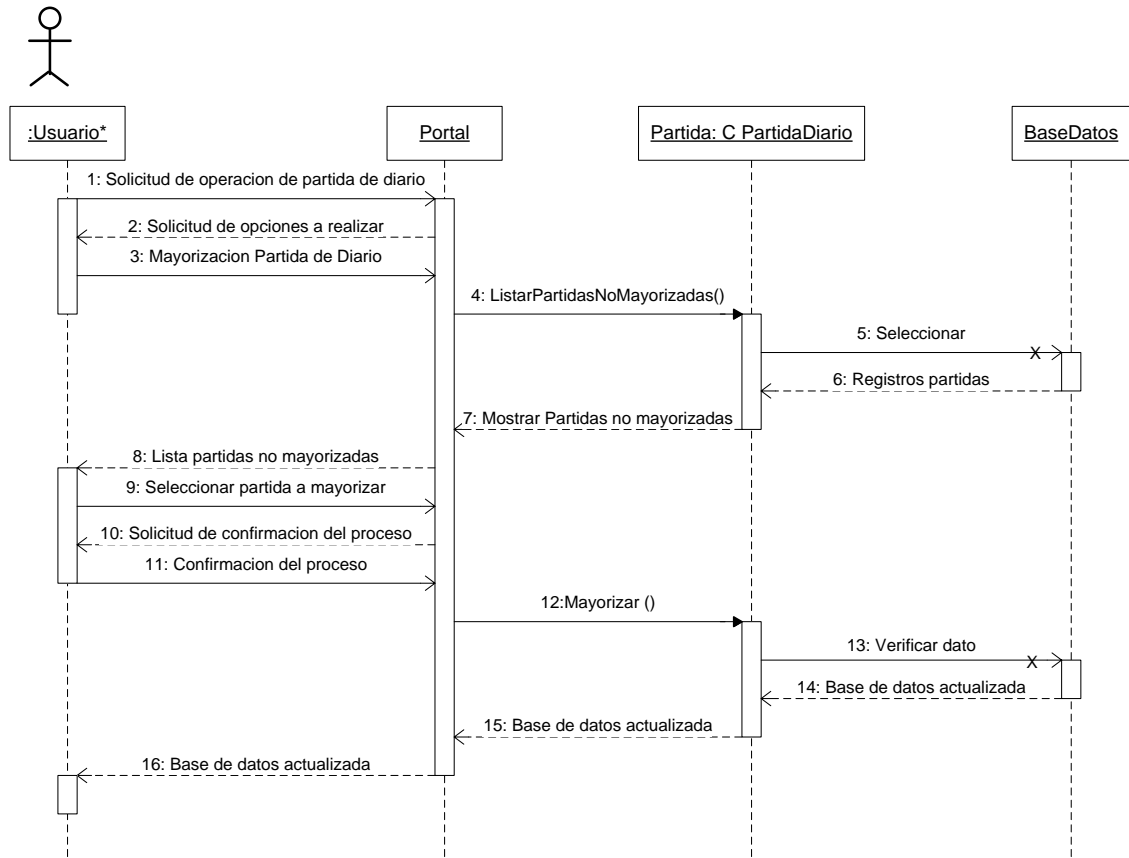 :Usuario*
Portal
Partida: C PartidaDiario
BaseDatos
1: Solicitud de operacion de partida de diario
2: Solicitud de opciones a realizar
3: Mayorizacion Partida de Diario
4: ListarPartidasNoMayorizadas()
5: Seleccionar
X
6: Registros partidas
7: Mostrar Partidas no mayorizadas
8: Lista partidas no mayorizadas
9: Seleccionar partida a mayorizar
10: Solicitud de confirmacion del proceso
11: Confirmacion del proceso
12:Mayorizar ()
13: Verificar dato
X
14: Base de datos actualizada
15: Base de datos actualizada
16: Base de datos actualizada